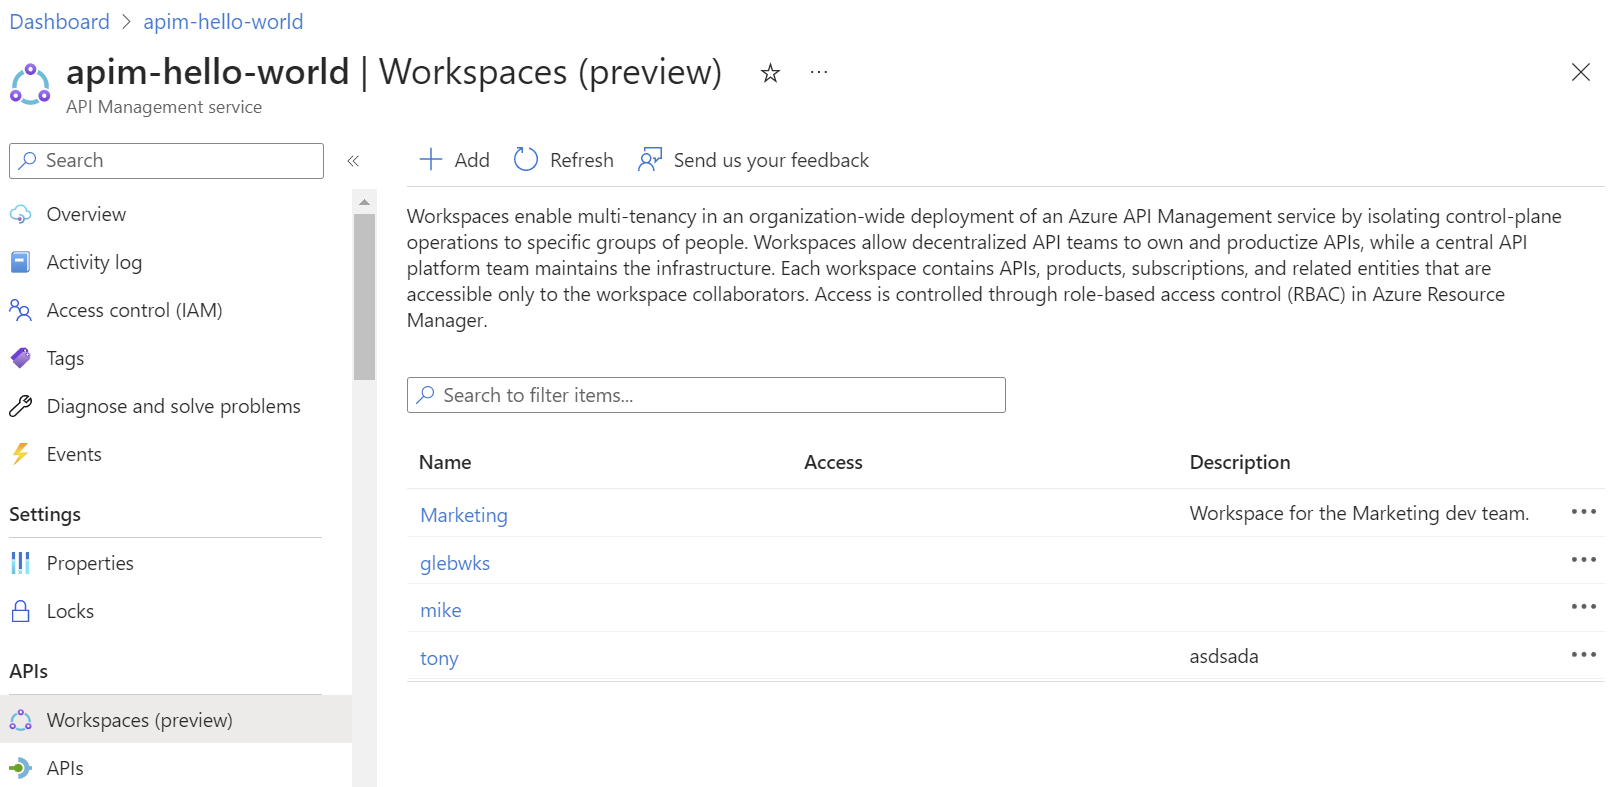 Dashboard > apim-hello-world
apim-hello-world | Workspaces (preview)
API Management service
Search
Overview
Activity log
Access control (IAM)
Tags
Diagnose and solve problems
Events
Settings
Properties
Locks
APIs
Workspaces (preview)
APIs
Add Refresh Send us your feedback
Workspaces enable multi-tenancy in an organization-wide deployment of an Azure API Management service by isolating control-plane
operations to specific groups of people. Workspaces allow decentralized API teams to own and productize APIs, while a central API
platform team maintains the infrastructure. Each workspace contains APIs, products, subscriptions, and related entities that are
accessible only to the workspace collaborators. Access is controlled through role-based access control (RBAC) in Azure Resource
Manager.
Search to filter items...
Name Access Description
Marketing Workspace for the Marketing dev team.
glebwks
mike
tony asdsada